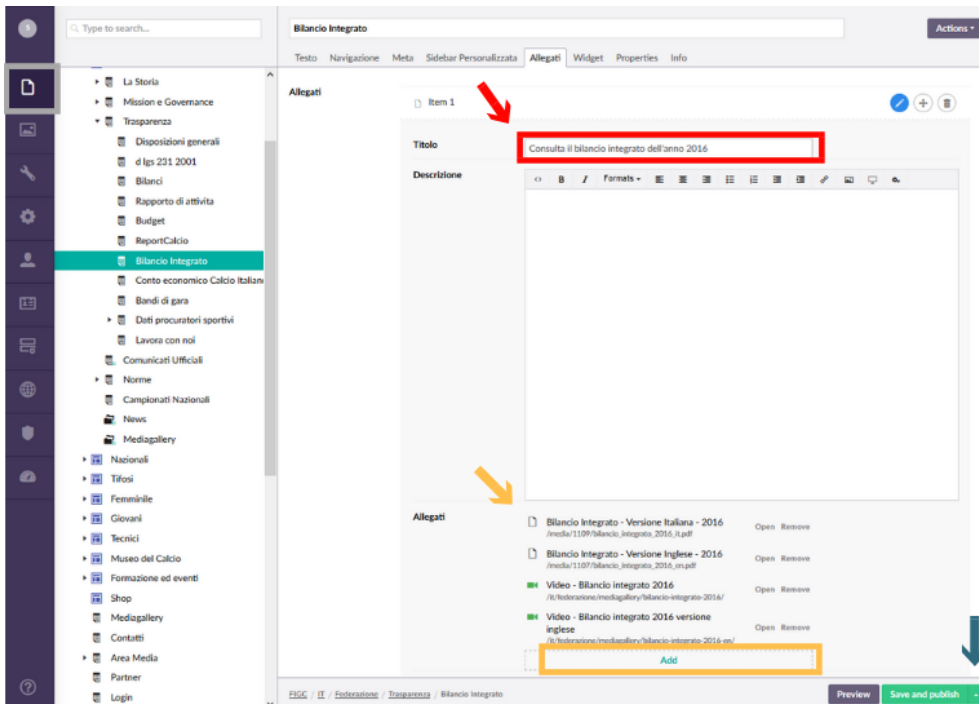 S
Type to search...
Bilancio Integrato
Actions
Testo Navigazione Meta Sidebar Personalizzata Allegati Widget Properties Info
La Storia
Mission e Governance
Trasparenza
Disposizioni generali
d lgs 231 2001
Bilanci
Rapporto di attivita
Budget
ReportCalcio
Bilancio Integrato
Conto economico Calcio Italian
Bandi di gara
Dati procuratori sportivi
Lavora con noi
Comunicati Ufficiali
Norme
Campionati Nazionali
News
Mediagallery
Nazionali
Tifosi
Femminile
Giovani
Tecnici
Museo del Calcio
Formazione ed eventi
Shop
Mediagallery
Contatti
Area Media
Partner
Login
Allegati
Item 1
Titolo
Consulta il bilancio integrato dell'anno 2016
Descrizione
B I Formats
Allegati
Bilancio Integrato - Versione Italiana - 2016
/media/1109/bilancio_integrato_2016_it.pdf
Open Remove
Bilancio Integrato - Versione Inglese - 2016
/media/1107/bilancio_integrato_2016_en.pdf
Open Remove
Video - Bilancio integrato 2016
/it/federazione/mediagallery/bilancio-integrato-2016/
Open Remove
Video - Bilancio integrato 2016 versione
inglese
/it/federazione/mediagallery/bilancio-integrato-2016-en/
Open Remove
Add
FIGC / IT / Federazione / Trasparenza / Bilancio Integrato
Preview
Save and publish